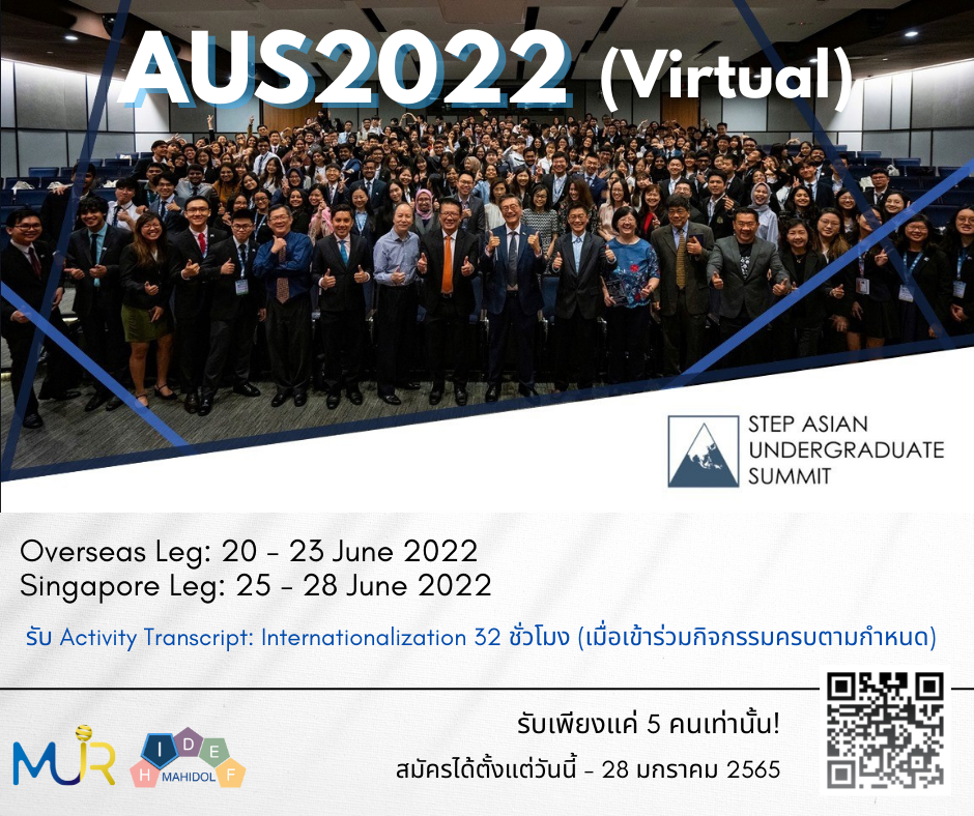 AUS2022 (Virtual)
STEP ASIAN
UNDERGRADUATE
SUMMIT
Overseas Leg: 20 - 23 June 2022
Singapore Leg: 25 - 28 June 2022
รับ Activity Transcript: Internationalization 32 ชั่วโมง (เมื่อเข้าร่วมกิจกรรมครบตามกำหนด)
รับเพียงแค่ 5 คนเท่านั้น!
สมัครได้ตั้งแต่วันนี้ - 28 มกราคม 2565
MUIR
H I D E F
MAHIDOL